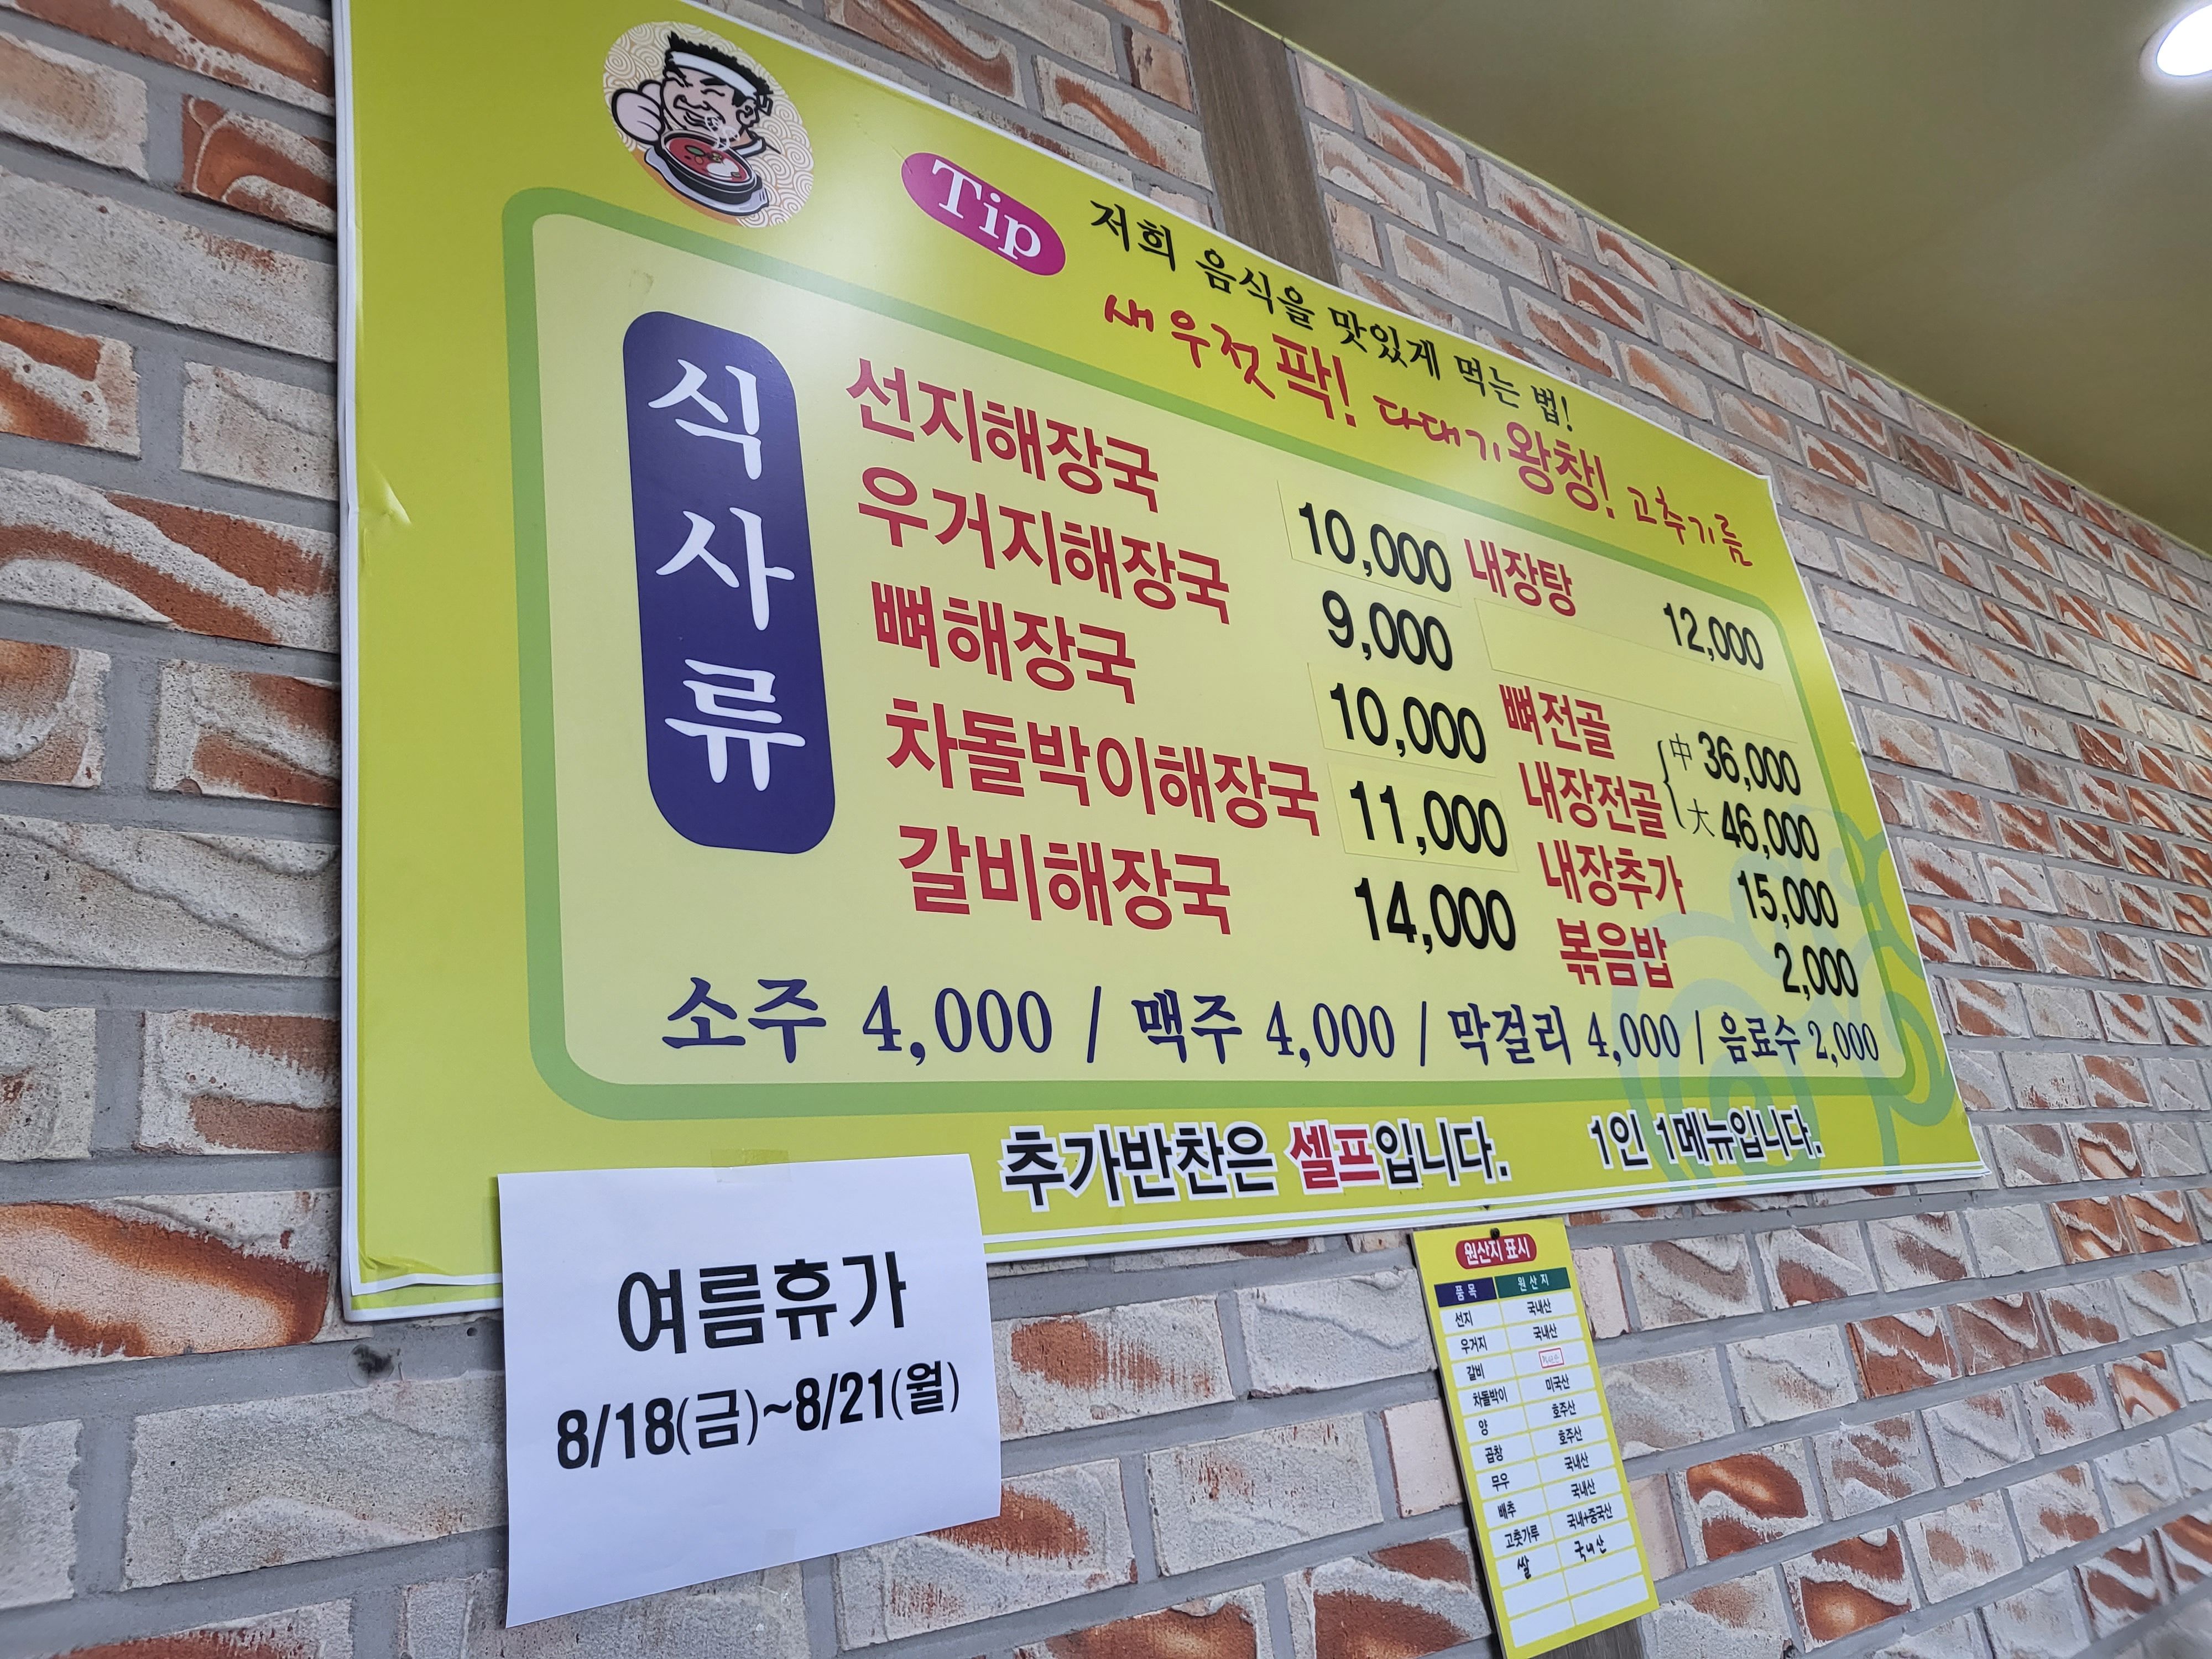 Tip 저희 음식을 맛있게 먹는 법!
새우젓 팍! 다대기 왕창! 고추기름
식사류
선지해장국 10,000
우거지해장국 9,000
뼈해장국 10,000
차돌박이해장국 11,000
갈비해장국 14,000
내장탕 12,000
뼈전골
내장전골
中 36,000
大 46,000
내장추가 15,000
볶음밥 2,000
소주 4,000 / 맥주 4,000 / 막걸리 4,000 / 음료수 2,000
추가반찬은 셀프입니다. 1인 1메뉴입니다.
여름휴가
8/18(금)~8/21(월)
원산지 표시
품목 원산지
선지 국내산
우거지 국내산
갈비
차돌박이 미국산
양 호주산
곱창 호주산
무우 국내산
배추 국내산
고춧가루 국내+중국산
쌀 국내산